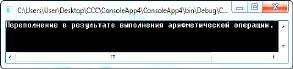 C:\Users\User\Desktop\CCC\ConsoleApp4\ConsoleApp4\bin\Debug\C...
Переполнение в результате выполнения арифметической операции.